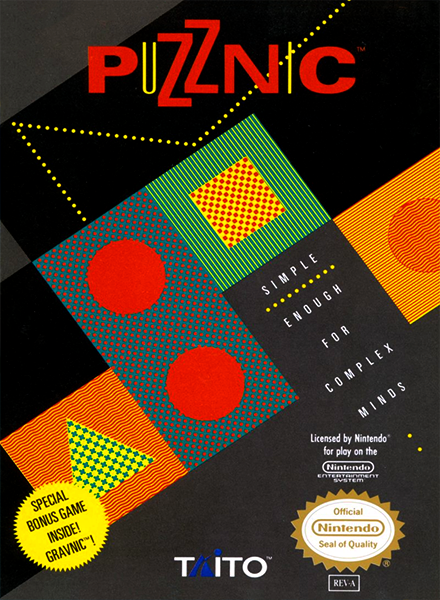 PUZZNIC™
SIMPLE
ENOUGH
FOR
COMPLEX
MINDS
Licensed by Nintendo®
for play on the
Nintendo
ENTERTAINMENT
SYSTEM
SPECIAL
BONUS GAME
INSIDE!
GRAVNIC™!
Official
Nintendo
Seal of Quality
®
TAITO™
REV-A